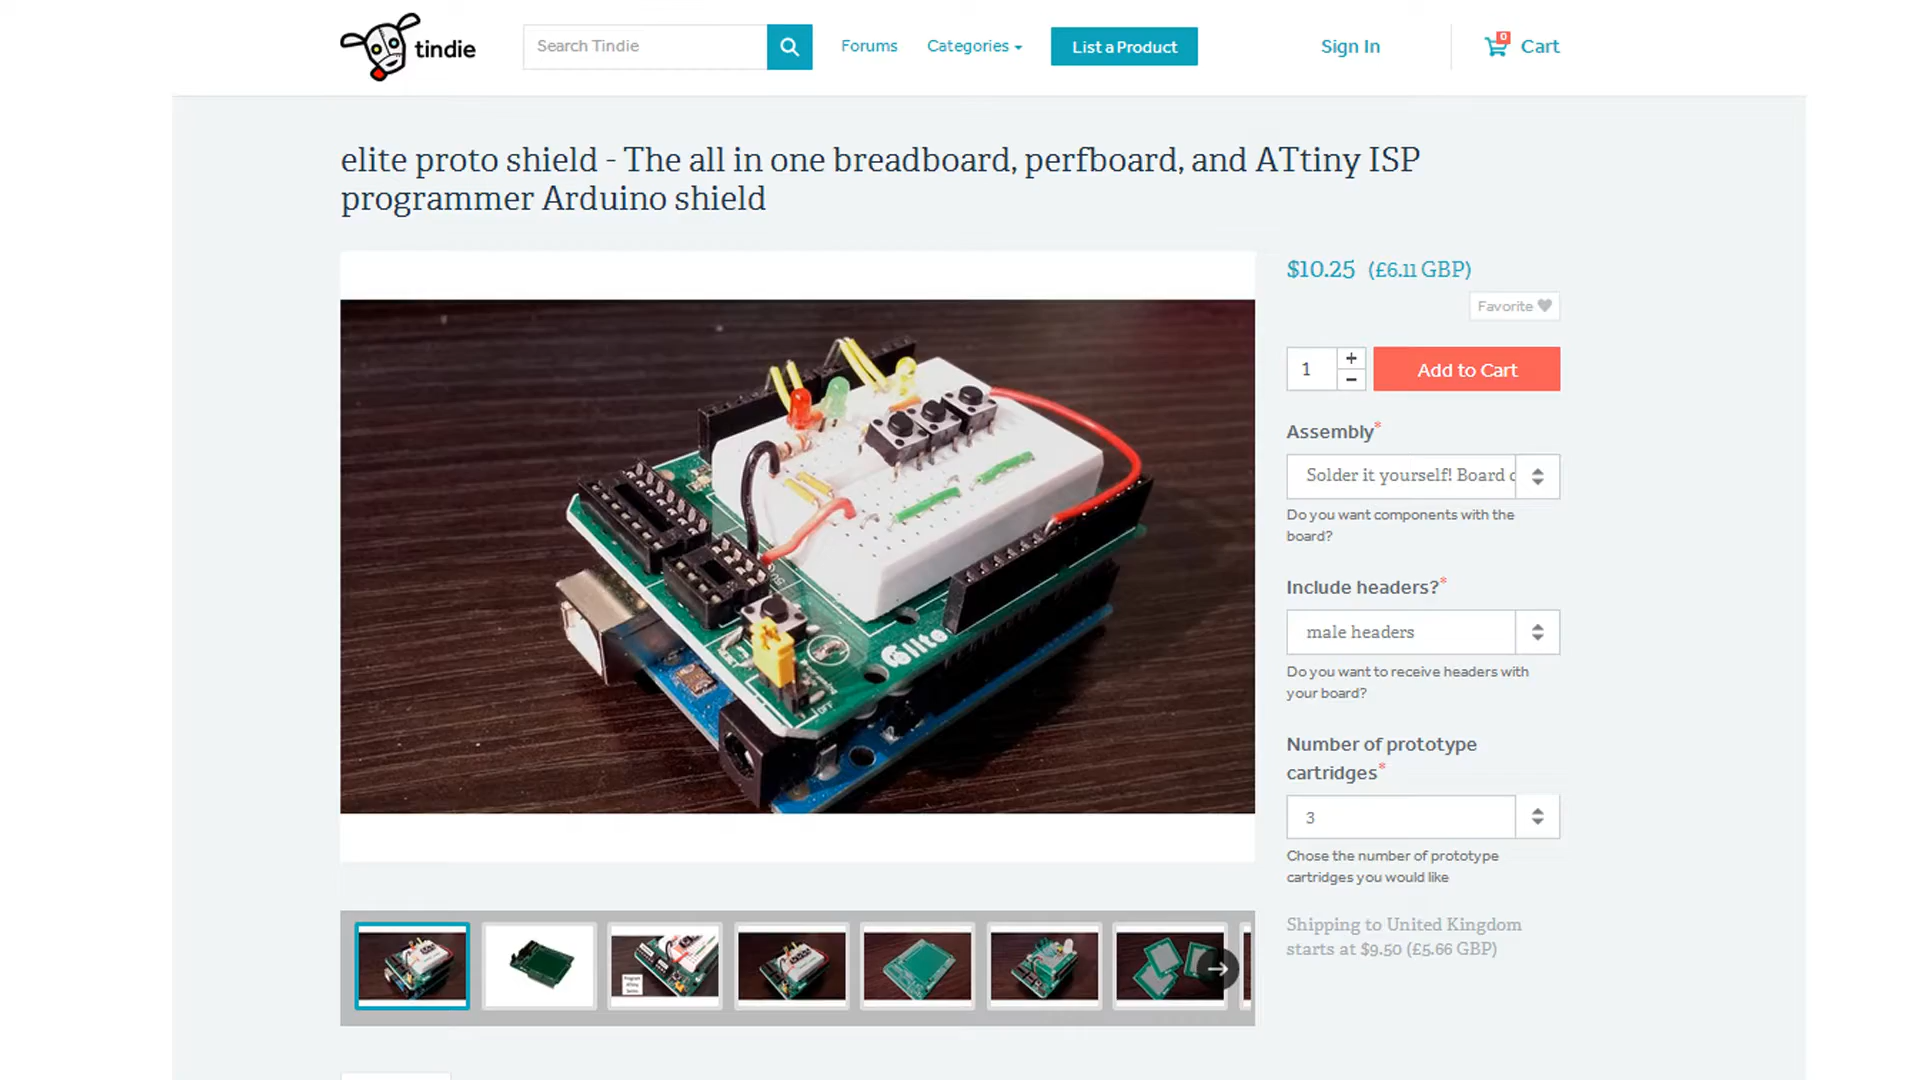 tindie
Search Tindie
Forums
Categories
List a Product
Sign In
0
Cart
elite proto shield - The all in one breadboard, perfboard, and ATtiny ISP
programmer Arduino shield
$10.25 (£6.11 GBP)
Favorite
1
+
−
Add to Cart
Assembly*
Solder it yourself! Board
Do you want components with the
board?
Include headers?*
male headers
Do you want to receive headers with
your board?
Number of prototype
cartridges*
3
Chose the number of prototype
cartridges you would like
Shipping to United Kingdom
starts at $9.50 (£5.66 GBP)
elite
OFF
5V